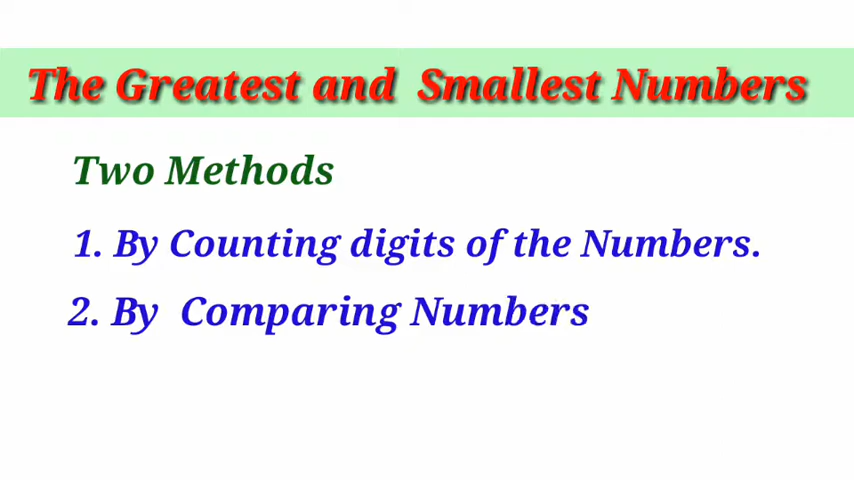 The Greatest and Smallest Numbers
Two Methods
1. By Counting digits of the Numbers.
2. By Comparing Numbers